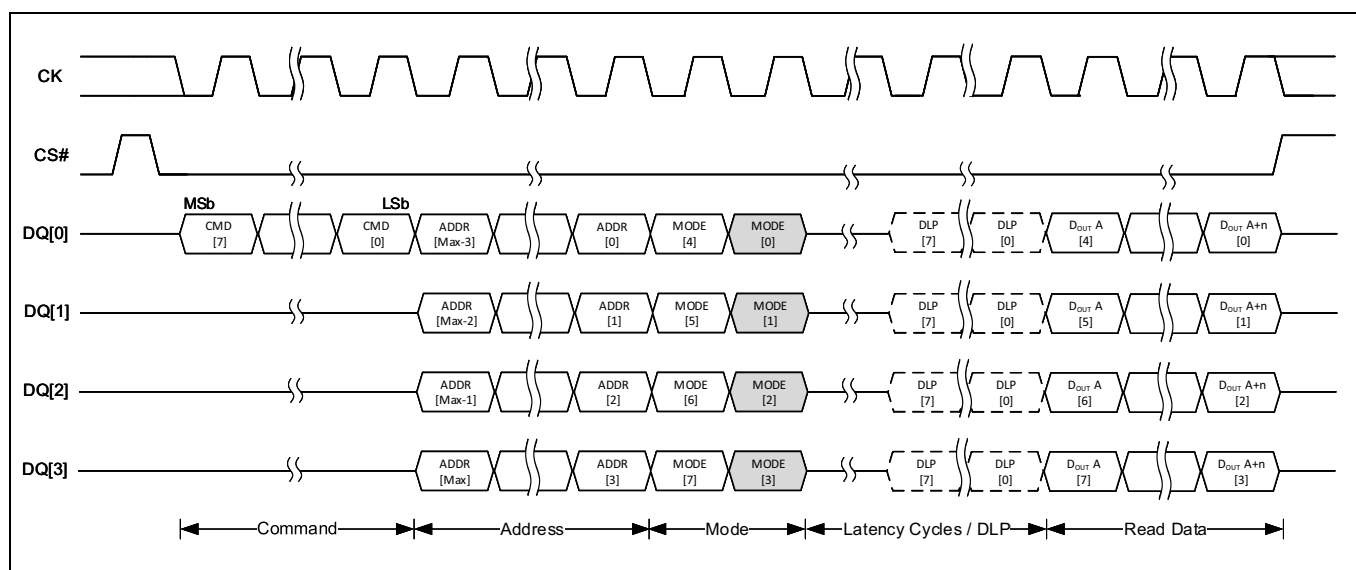 CK
CS#
MSb LSb
DQ[0] CMD [7] CMD [0] ADDR [Max-3] ADDR [0] MODE [4] MODE [0] DLP [7] DLP [0] DOUT A [4] DOUT A+n [0]
DQ[1] ADDR [Max-2] ADDR [1] MODE [5] MODE [1] DLP [7] DLP [0] DOUT A [5] DOUT A+n [1]
DQ[2] ADDR [Max-1] ADDR [2] MODE [6] MODE [2] DLP [7] DLP [0] DOUT A [6] DOUT A+n [2]
DQ[3] ADDR [Max] ADDR [3] MODE [7] MODE [3] DLP [7] DLP [0] DOUT A [7] DOUT A+n [3]
Command Address Mode Latency Cycles / DLP Read Data